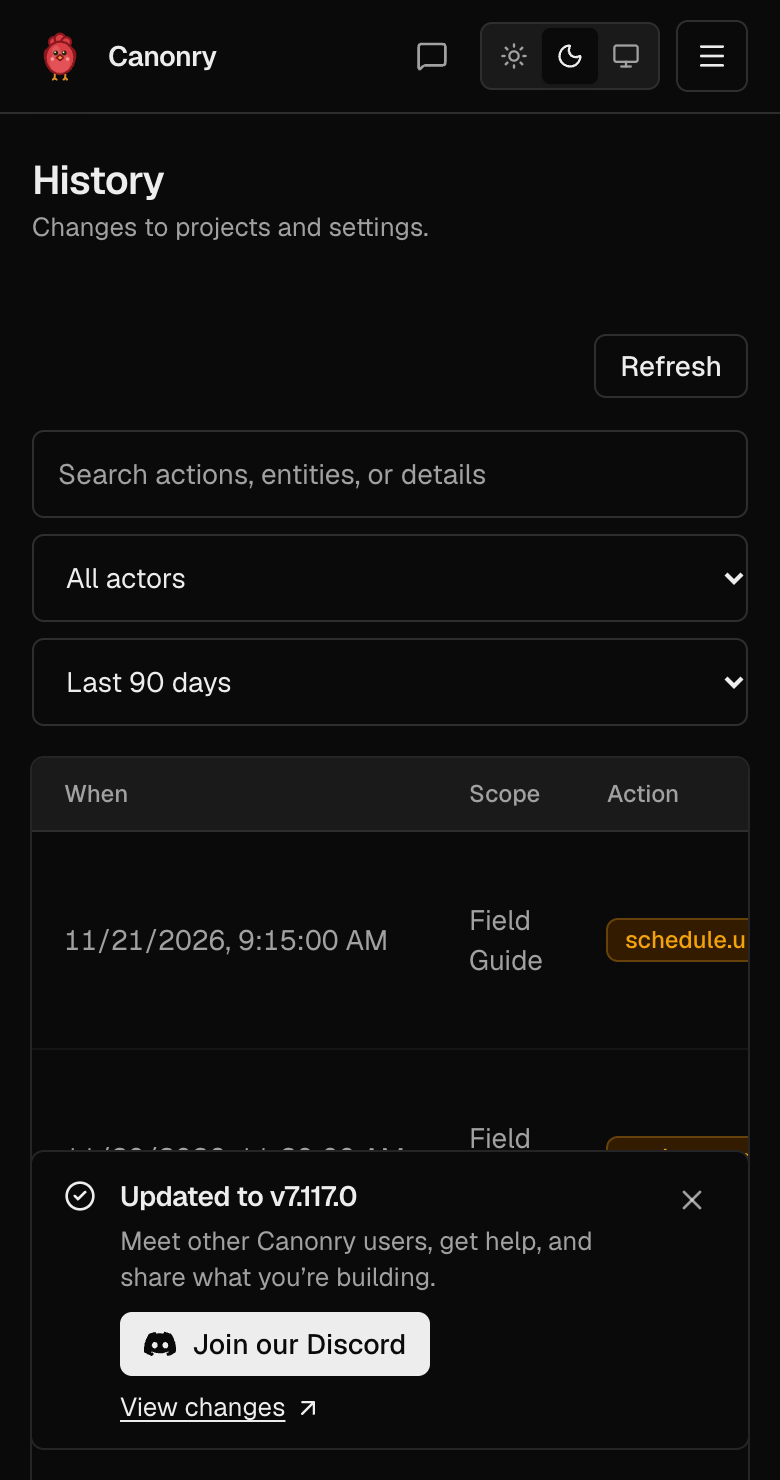 Canonry
History
Changes to projects and settings.
Refresh
Search actions, entities, or details
All actors
Last 90 days
When Scope Action
11/21/2026, 9:15:00 AM Field Guide schedule.u
Field
Updated to v7.117.0
Meet other Canonry users, get help, and
share what you’re building.
Join our Discord
View changes